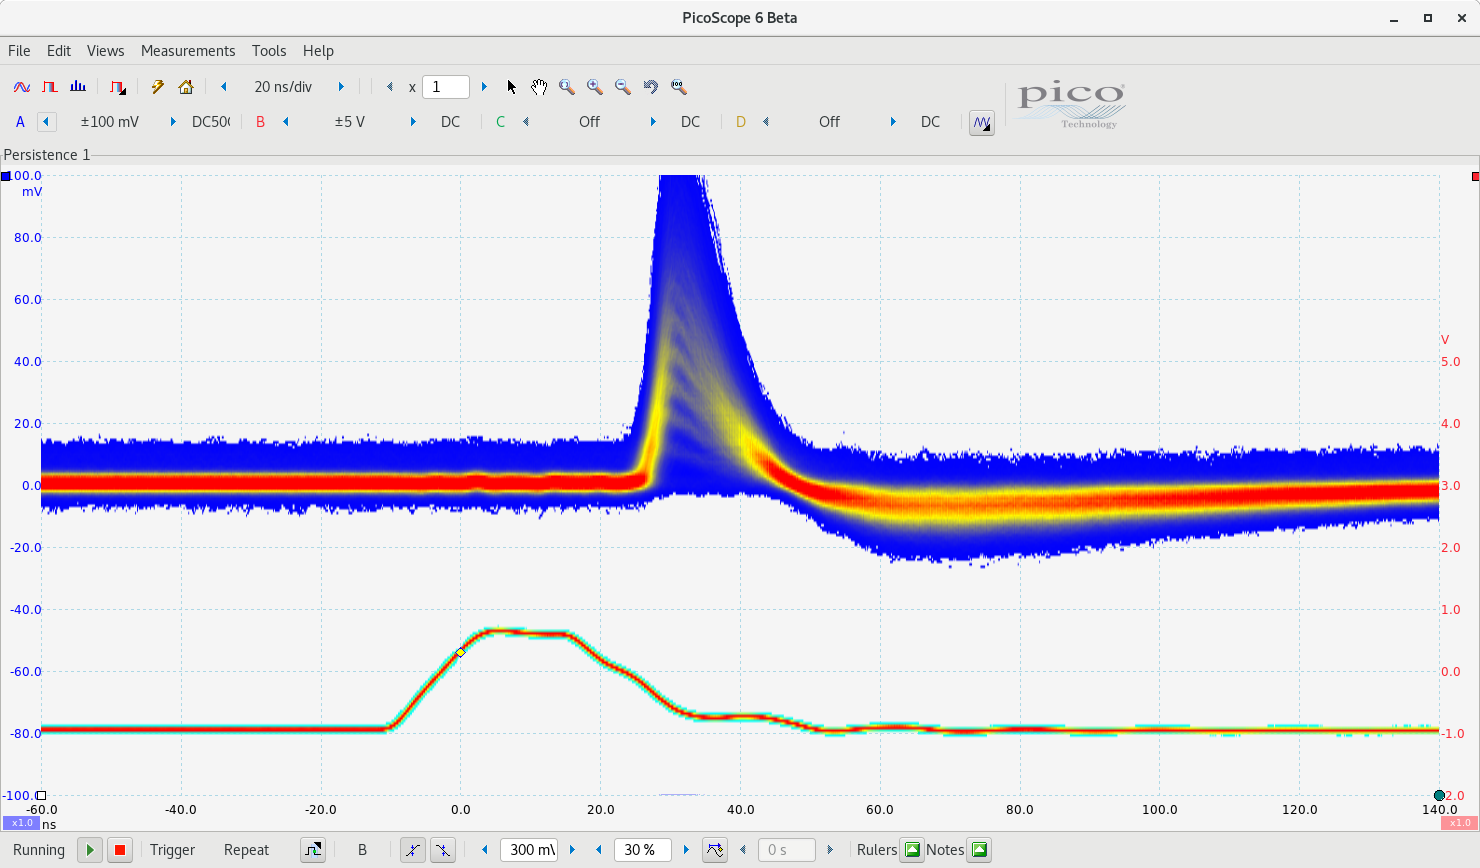 PicoScope 6 Beta
File Edit Views Measurements Tools Help
20 ns/div x 1
pico
Technology
A ±100 mV DC50 B ±5 V DC C Off DC D Off DC
Persistence 1
100.0
mV
80.0
60.0
40.0
20.0
0.0
-20.0
-40.0
-60.0
-80.0
-100.0
V
5.0
4.0
3.0
2.0
1.0
0.0
-1.0
-2.0
-60.0 -40.0 -20.0 0.0 20.0 40.0 60.0 80.0 100.0 120.0 140.0
x1.0 ns x1.0
Running Trigger Repeat B 300 m 30 % 0 s Rulers Notes